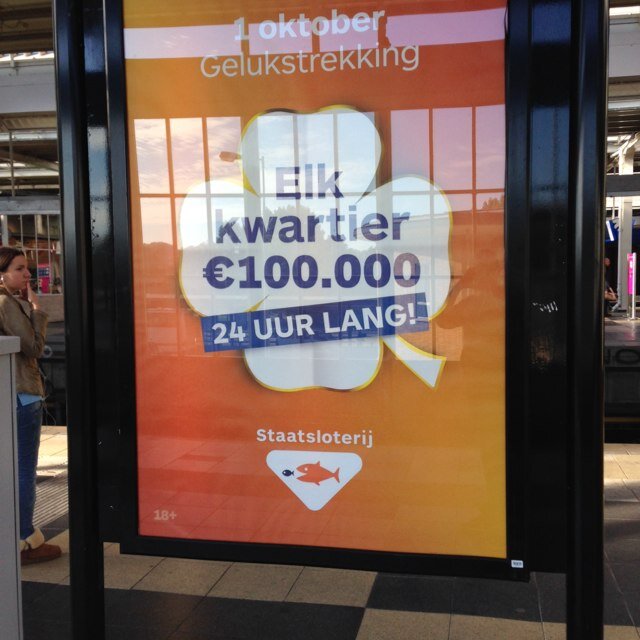 1 oktober
Gelukstrekking
Elk
kwartier
€100.000
24 UUR LANG!
Staatsloterij
18+